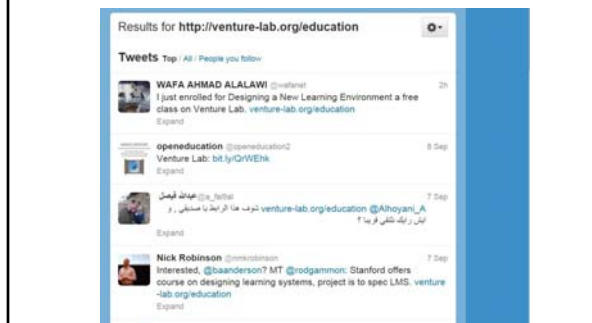 Results for http://venture-lab.org/education
Tweets Top / All / People you follow
WAFA AHMAD ALALAWI @wafanet 2h
I just enrolled for Designing a New Learning Environment a free
class on Venture Lab. venture-lab.org/education
Expand
openeducation @openeducation2 8 Sep
Venture Lab: bit.ly/QrWEhk
Expand
عبدالله فيصل 7 Sep
@Alhoyani_A venture-lab.org/education شوف هذا الرابط يا صديقي , و
ايش رايك نلتقي قريبا ؟
Expand
Nick Robinson @nmkrobinson 7 Sep
Interested, @baanderson? MT @rodgammon: Stanford offers
course on designing learning systems, project is to spec LMS. venture
-lab.org/education
Expand